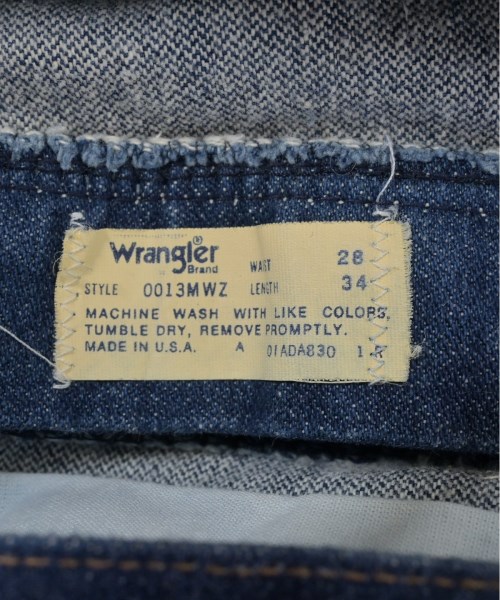 Wrangler®
Brand
WAIST 28
STYLE 0013MWZ LENGTH 34
MACHINE WASH WITH LIKE COLORS,
TUMBLE DRY, REMOVE PROMPTLY.
MADE IN U.S.A. A 01ADA830 1-R